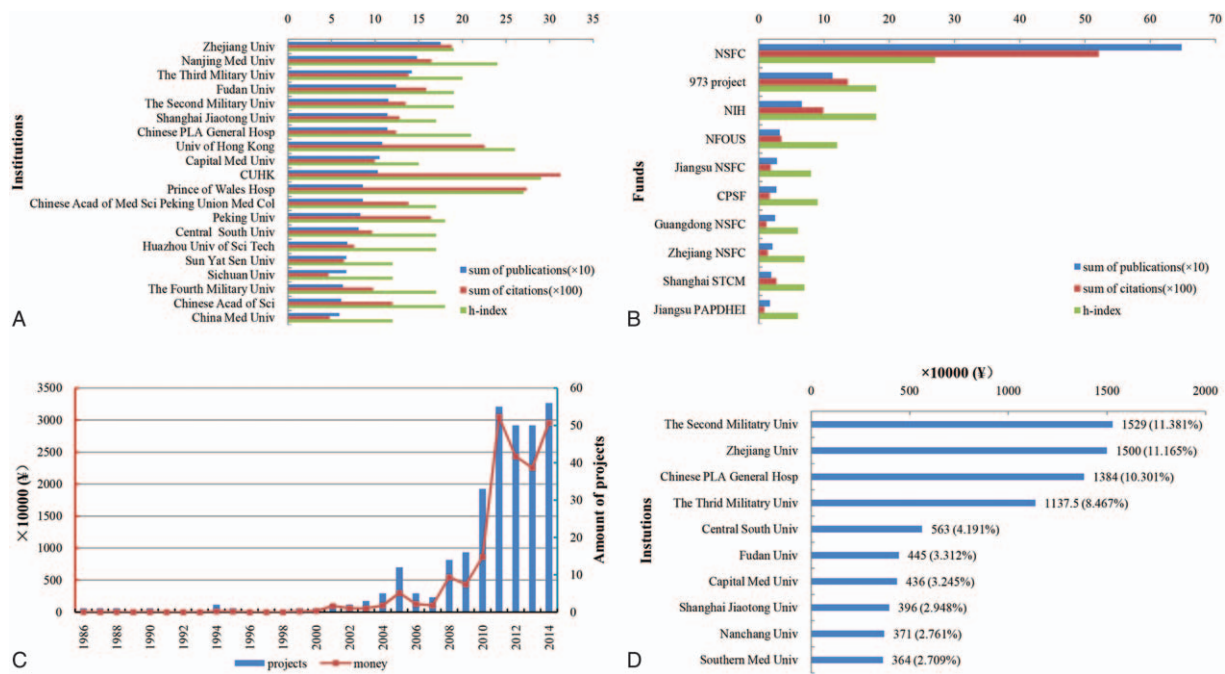 0 5 10 15 20 25 30 35
Institutions
Zhejiang Univ
Nanjing Med Univ
The Third Mlitary Univ
Fudan Univ
The Second Military Univ
Shanghai Jiaotong Univ
Chinese PLA General Hosp
Univ of Hong Kong
Capital Med Univ
CUHK
Prince of Wales Hosp
Chinese Acad of Med Sci Peking Union Med Col
Peking Univ
Central South Univ
Huazhou Univ of Sci Tech
Sun Yat Sen Univ
Sichuan Univ
The Fourth Military Univ
Chinese Acad of Sci
China Med Univ
sum of publications(×10)
sum of citations(×100)
h-index
A
0 10 20 30 40 50 60 70
Funds
NSFC
973 project
NIH
NFOUS
Jiangsu NSFC
CPSF
Guangdong NSFC
Zhejiang NSFC
Shanghai STCM
Jiangsu PAPDHEI
sum of publications(×10)
sum of citations(×100)
h-index
B
×10000 (¥)
3500
3000
2500
2000
1500
1000
500
0
60
50
40
30
20
10
0
Amount of projects
1986 1988 1990 1992 1994 1996 1998 2000 2002 2004 2006 2008 2010 2012 2014
projects money
C
×10000 (¥)
0 500 1000 1500 2000
Instutions
The Second Militatry Univ 1529 (11.381%)
Zhejiang Univ 1500 (11.165%)
Chinese PLA General Hosp 1384 (10.301%)
The Thrid Militatry Univ 1137.5 (8.467%)
Central South Univ 563 (4.191%)
Fudan Univ 445 (3.312%)
Capital Med Univ 436 (3.245%)
Shanghai Jiaotong Univ 396 (2.948%)
Nanchang Univ 371 (2.761%)
Southern Med Univ 364 (2.709%)
D